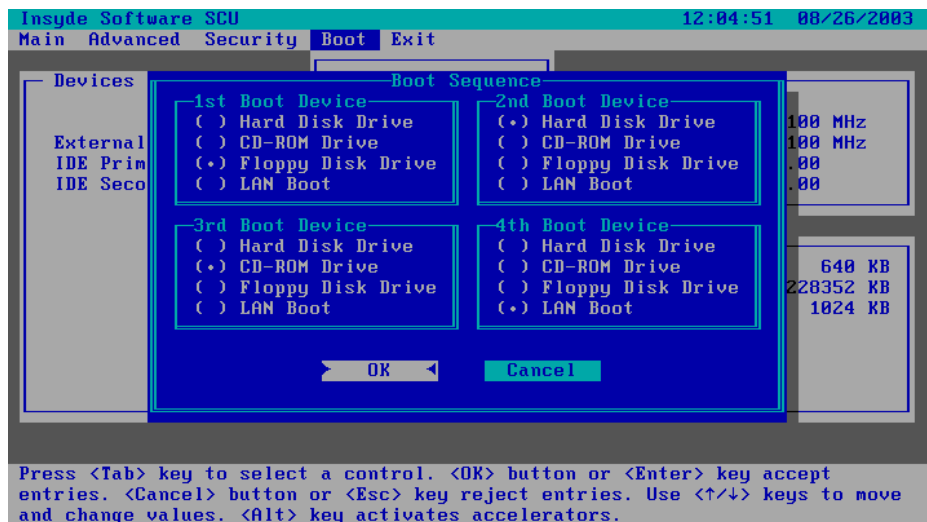 Insyde Software SCU 12:04:51 08/26/2003
Main Advanced Security Boot Exit
Devices
External
IDE Prim
IDE Seco
Boot Sequence
1st Boot Device
( ) Hard Disk Drive
( ) CD-ROM Drive
(•) Floppy Disk Drive
( ) LAN Boot
2nd Boot Device
(•) Hard Disk Drive
( ) CD-ROM Drive
( ) Floppy Disk Drive
( ) LAN Boot
3rd Boot Device
( ) Hard Disk Drive
(•) CD-ROM Drive
( ) Floppy Disk Drive
( ) LAN Boot
4th Boot Device
( ) Hard Disk Drive
( ) CD-ROM Drive
( ) Floppy Disk Drive
(•) LAN Boot
OK Cancel
100 MHz
100 MHz
.00
.00
640 KB
228352 KB
1024 KB
Press <Tab> key to select a control. <OK> button or <Enter> key accept
entries. <Cancel> button or <Esc> key reject entries. Use <↑/↓> keys to move
and change values. <Alt> key activates accelerators.